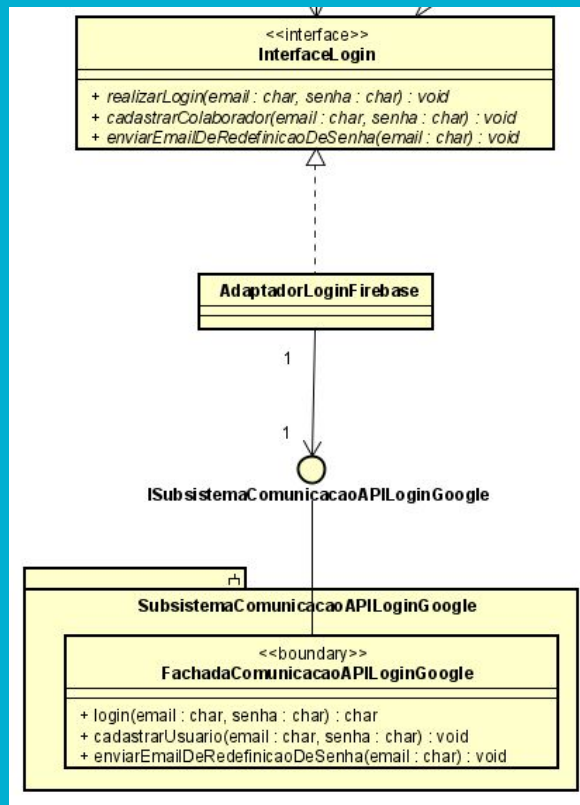 <<interface>>
InterfaceLogin
+ realizarLogin(email : char, senha : char) : void
+ cadastrarColaborador(email : char, senha : char) : void
+ enviarEmailDeRedefinicaoDeSenha(email : char) : void
AdaptadorLoginFirebase
1
1
ISubsistemaComunicacaoAPILoginGoogle
SubsistemaComunicacaoAPILoginGoogle
<<boundary>>
FachadaComunicacaoAPILoginGoogle
+ login(email : char, senha : char) : char
+ cadastrarUsuario(email : char, senha : char) : void
+ enviarEmailDeRedefinicaoDeSenha(email : char) : void